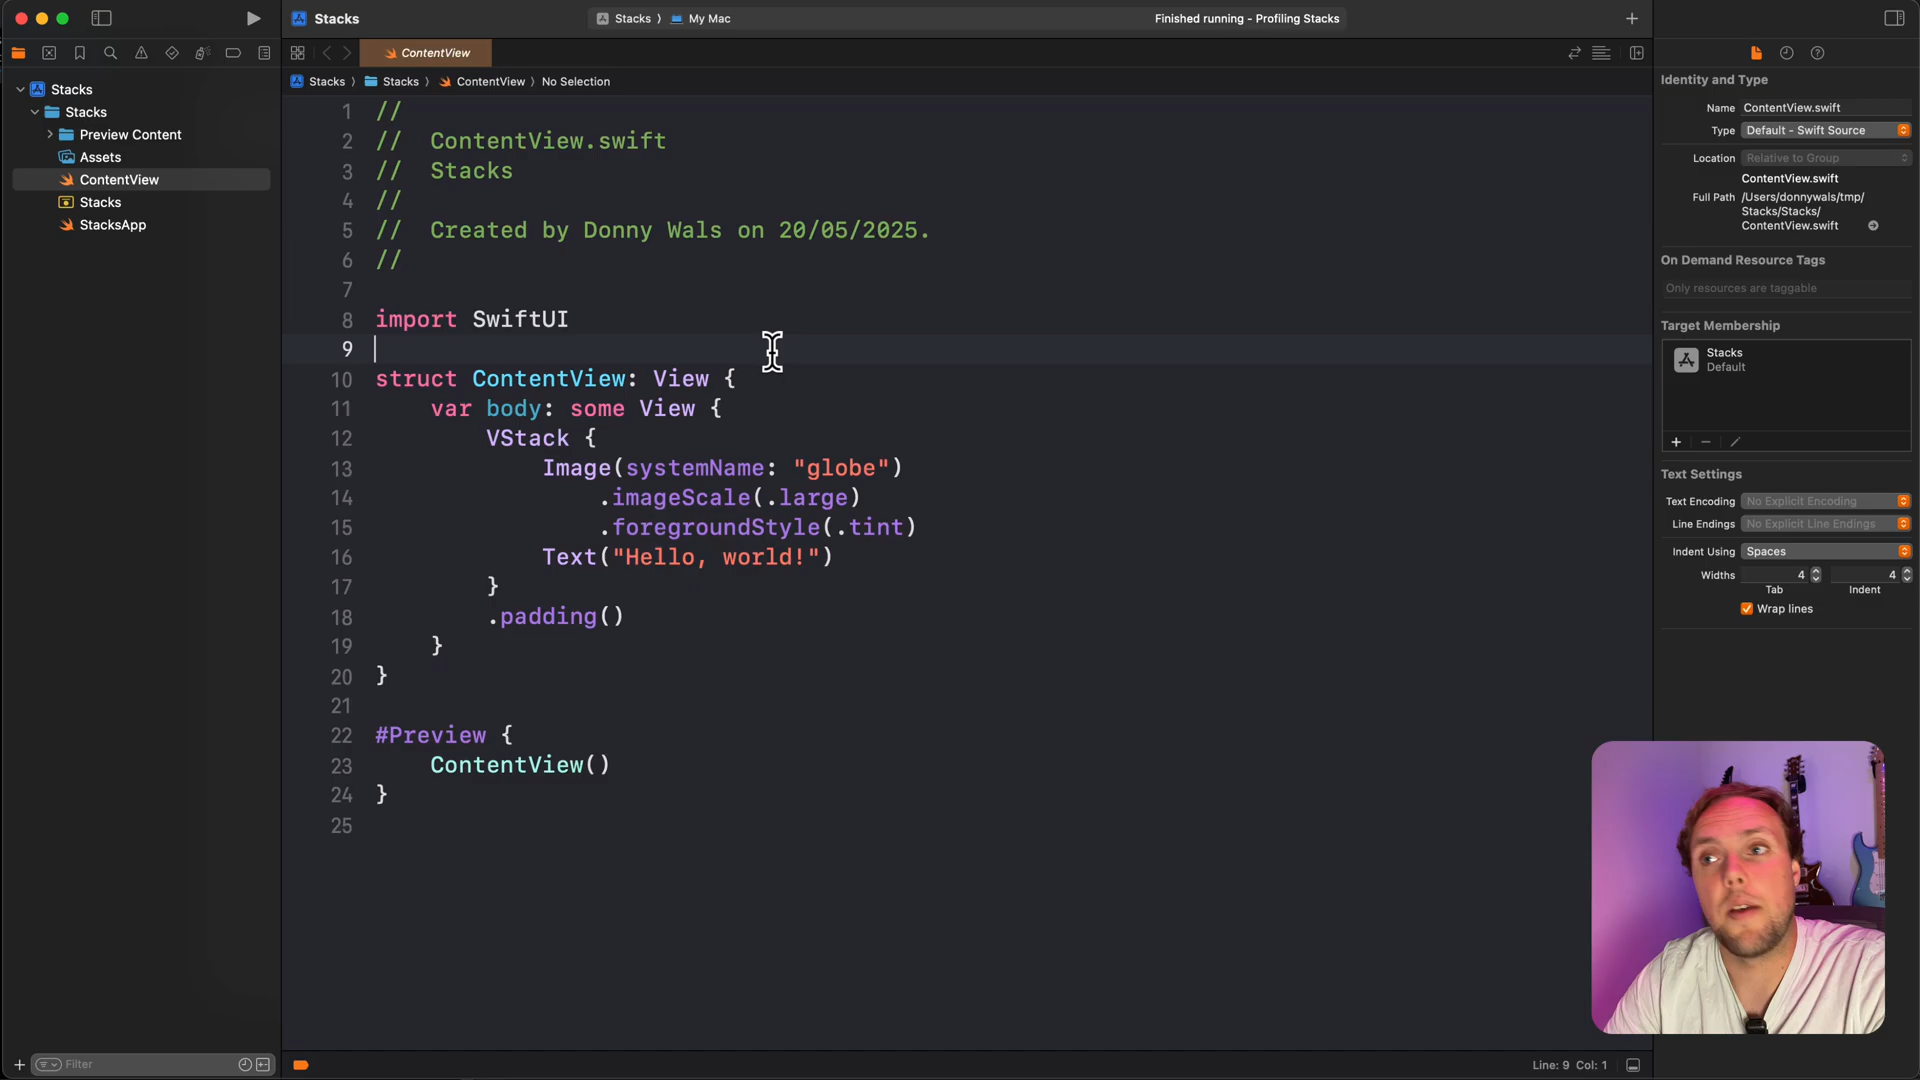 Stacks
Stacks 〉 My Mac
Finished running - Profiling Stacks
ContentView
Stacks 〉 Stacks 〉 ContentView 〉 No Selection
Stacks
Stacks
Preview Content
Assets
ContentView
Stacks
StacksApp
1 //
2 //  ContentView.swift
3 //  Stacks
4 //
5 //  Created by Donny Wals on 20/05/2025.
6 //
7
8 import SwiftUI
9
10 struct ContentView: View {
11     var body: some View {
12         VStack {
13             Image(systemName: "globe")
14                 .imageScale(.large)
15                 .foregroundStyle(.tint)
16             Text("Hello, world!")
17         }
18         .padding()
19     }
20 }
21
22 #Preview {
23     ContentView()
24 }
25
Filter
Line: 9 Col: 1
Identity and Type
Name ContentView.swift
Type Default - Swift Source
Location Relative to Group
ContentView.swift
Full Path /Users/donnywals/tmp/
Stacks/Stacks/
ContentView.swift
On Demand Resource Tags
Only resources are taggable
Target Membership
Stacks
Default
Text Settings
Text Encoding No Explicit Encoding
Line Endings No Explicit Line Endings
Indent Using Spaces
Widths 4 4
Tab Indent
Wrap lines